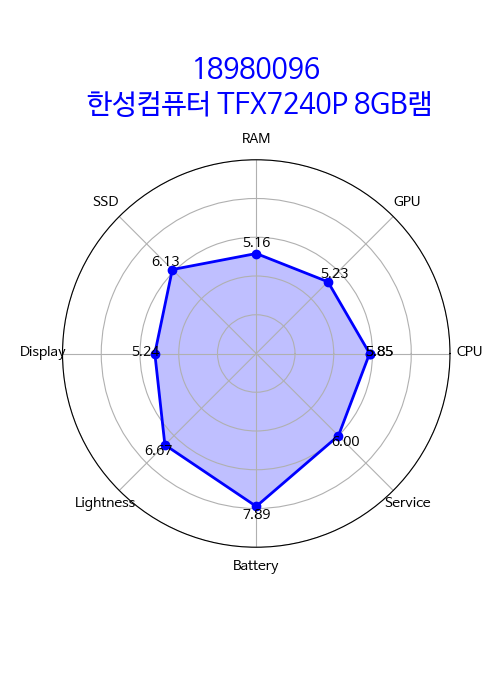 18980096
한성컴퓨터 TFX7240P 8GB램
RAM
SSD
GPU
5.16
6.13
5.23
Display
5.24
5.85
CPU
6.67
6.00
Lightness
Service
7.89
Battery